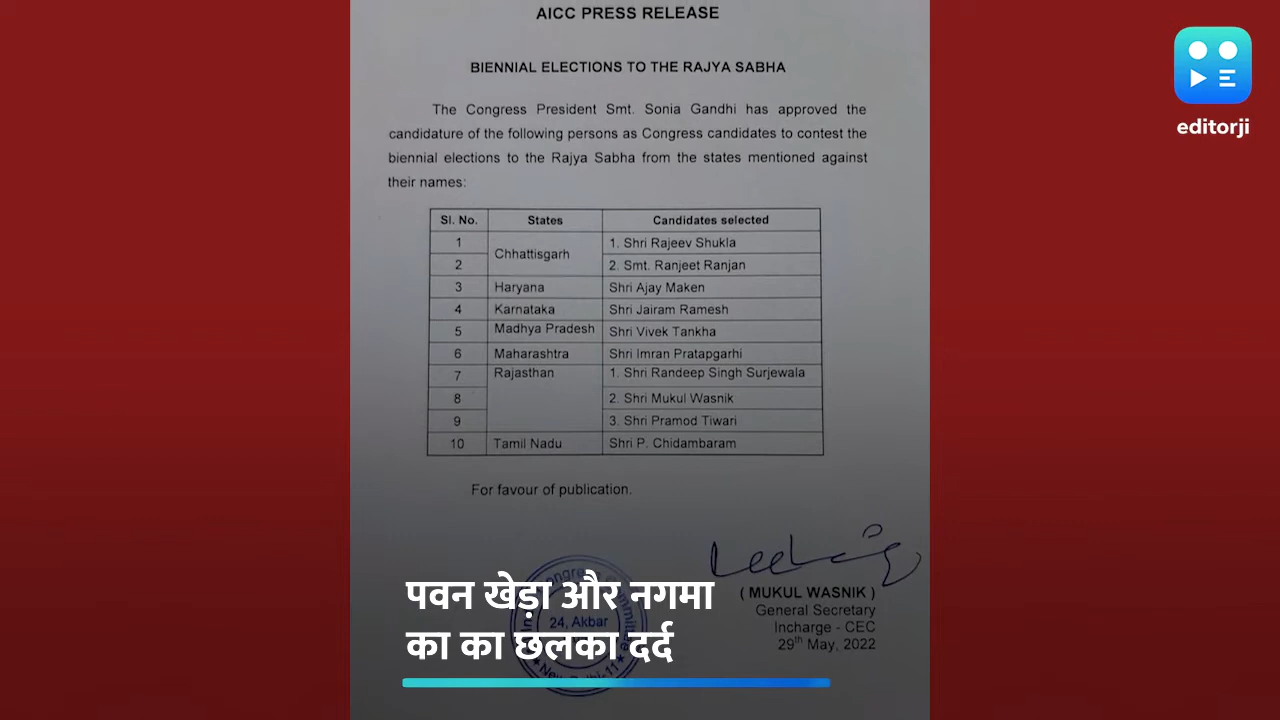 AICC PRESS RELEASE
BIENNIAL ELECTIONS TO THE RAJYA SABHA
The Congress President Smt. Sonia Gandhi has approved the
candidature of the following persons as Congress candidates to contest the
biennial elections to the Rajya Sabha from the states mentioned against
their names:
Sl. No. States Candidates selected
1 Chhattisgarh 1. Shri Rajeev Shukla
2 2. Smt. Ranjeet Ranjan
3 Haryana Shri Ajay Maken
4 Karnataka Shri Jairam Ramesh
5 Madhya Pradesh Shri Vivek Tankha
6 Maharashtra Shri Imran Pratapgarhi
7 Rajasthan 1. Shri Randeep Singh Surjewala
8 2. Shri Mukul Wasnik
9 3. Shri Pramod Tiwari
10 Tamil Nadu Shri P. Chidambaram
For favour of publication.
( MUKUL WASNIK )
General Secretary
Incharge - CEC
29th May, 2022
24, Akbar
पवन खेड़ा और नगमा
का का छलका दर्द
editorji